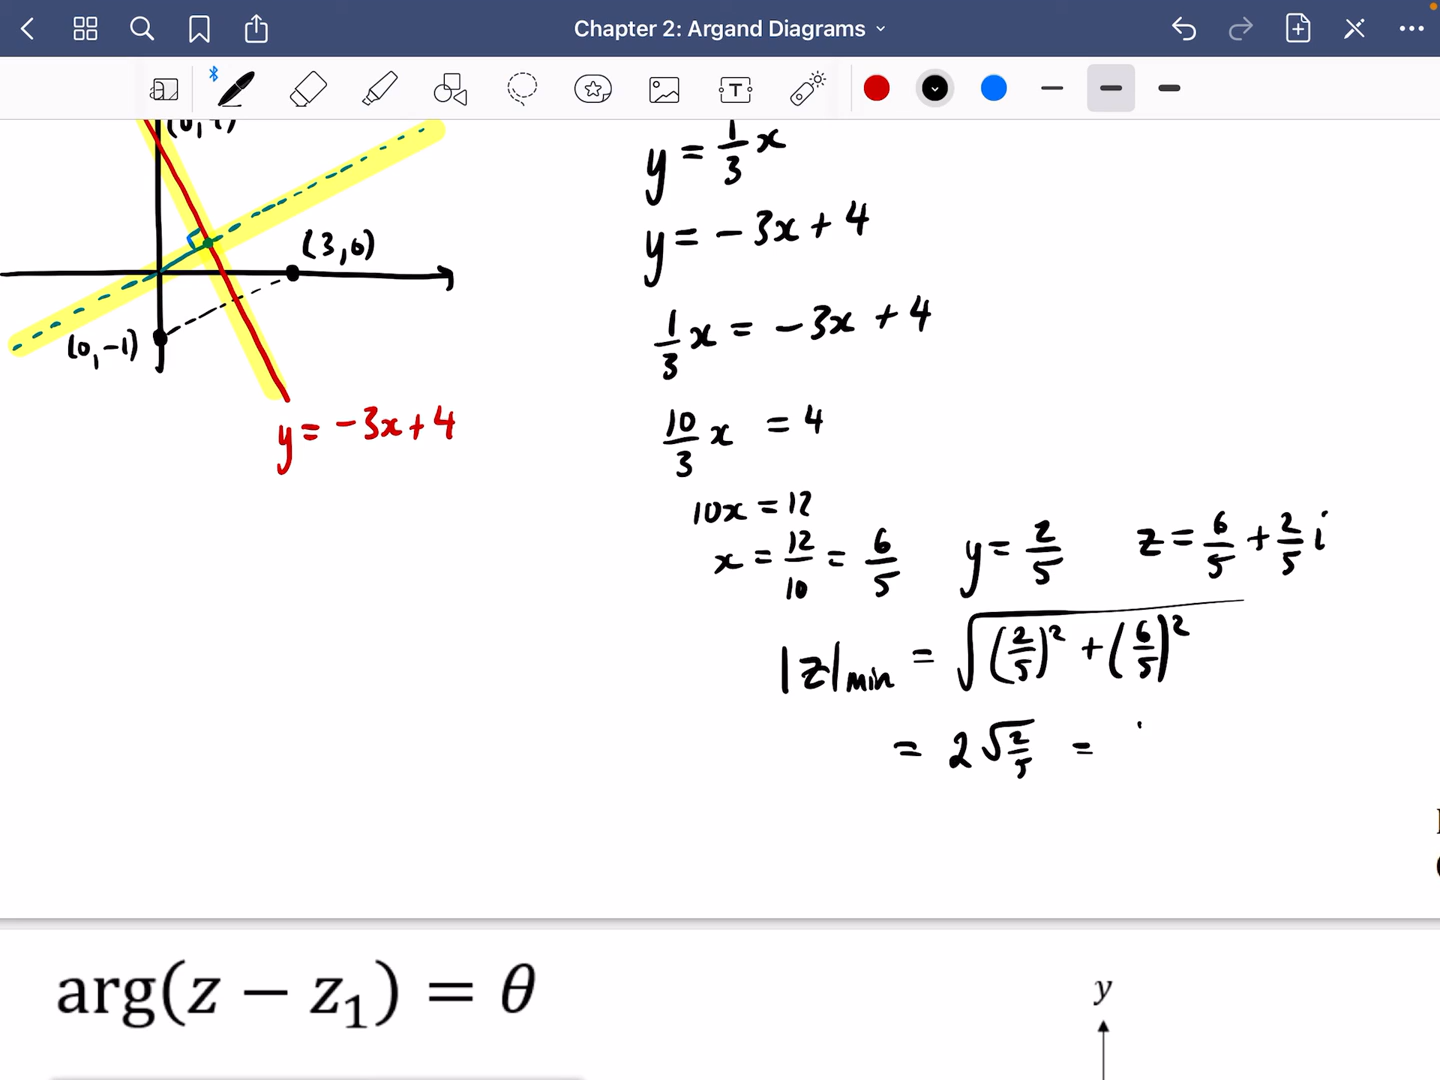 Chapter 2: Argand Diagrams
y = 1/3 x
y = -3x + 4
(3,0)
1/3 x = -3x + 4
(0,-1)
y = -3x + 4
10/3 x = 4
10x = 12
x = 12/10 = 6/5 y = 2/5 z = 6/5 + 2/5 i
|z|min = √((2/5)² + (6/5)²)
= 2√(2/5) =
arg(z − z₁) = θ
y